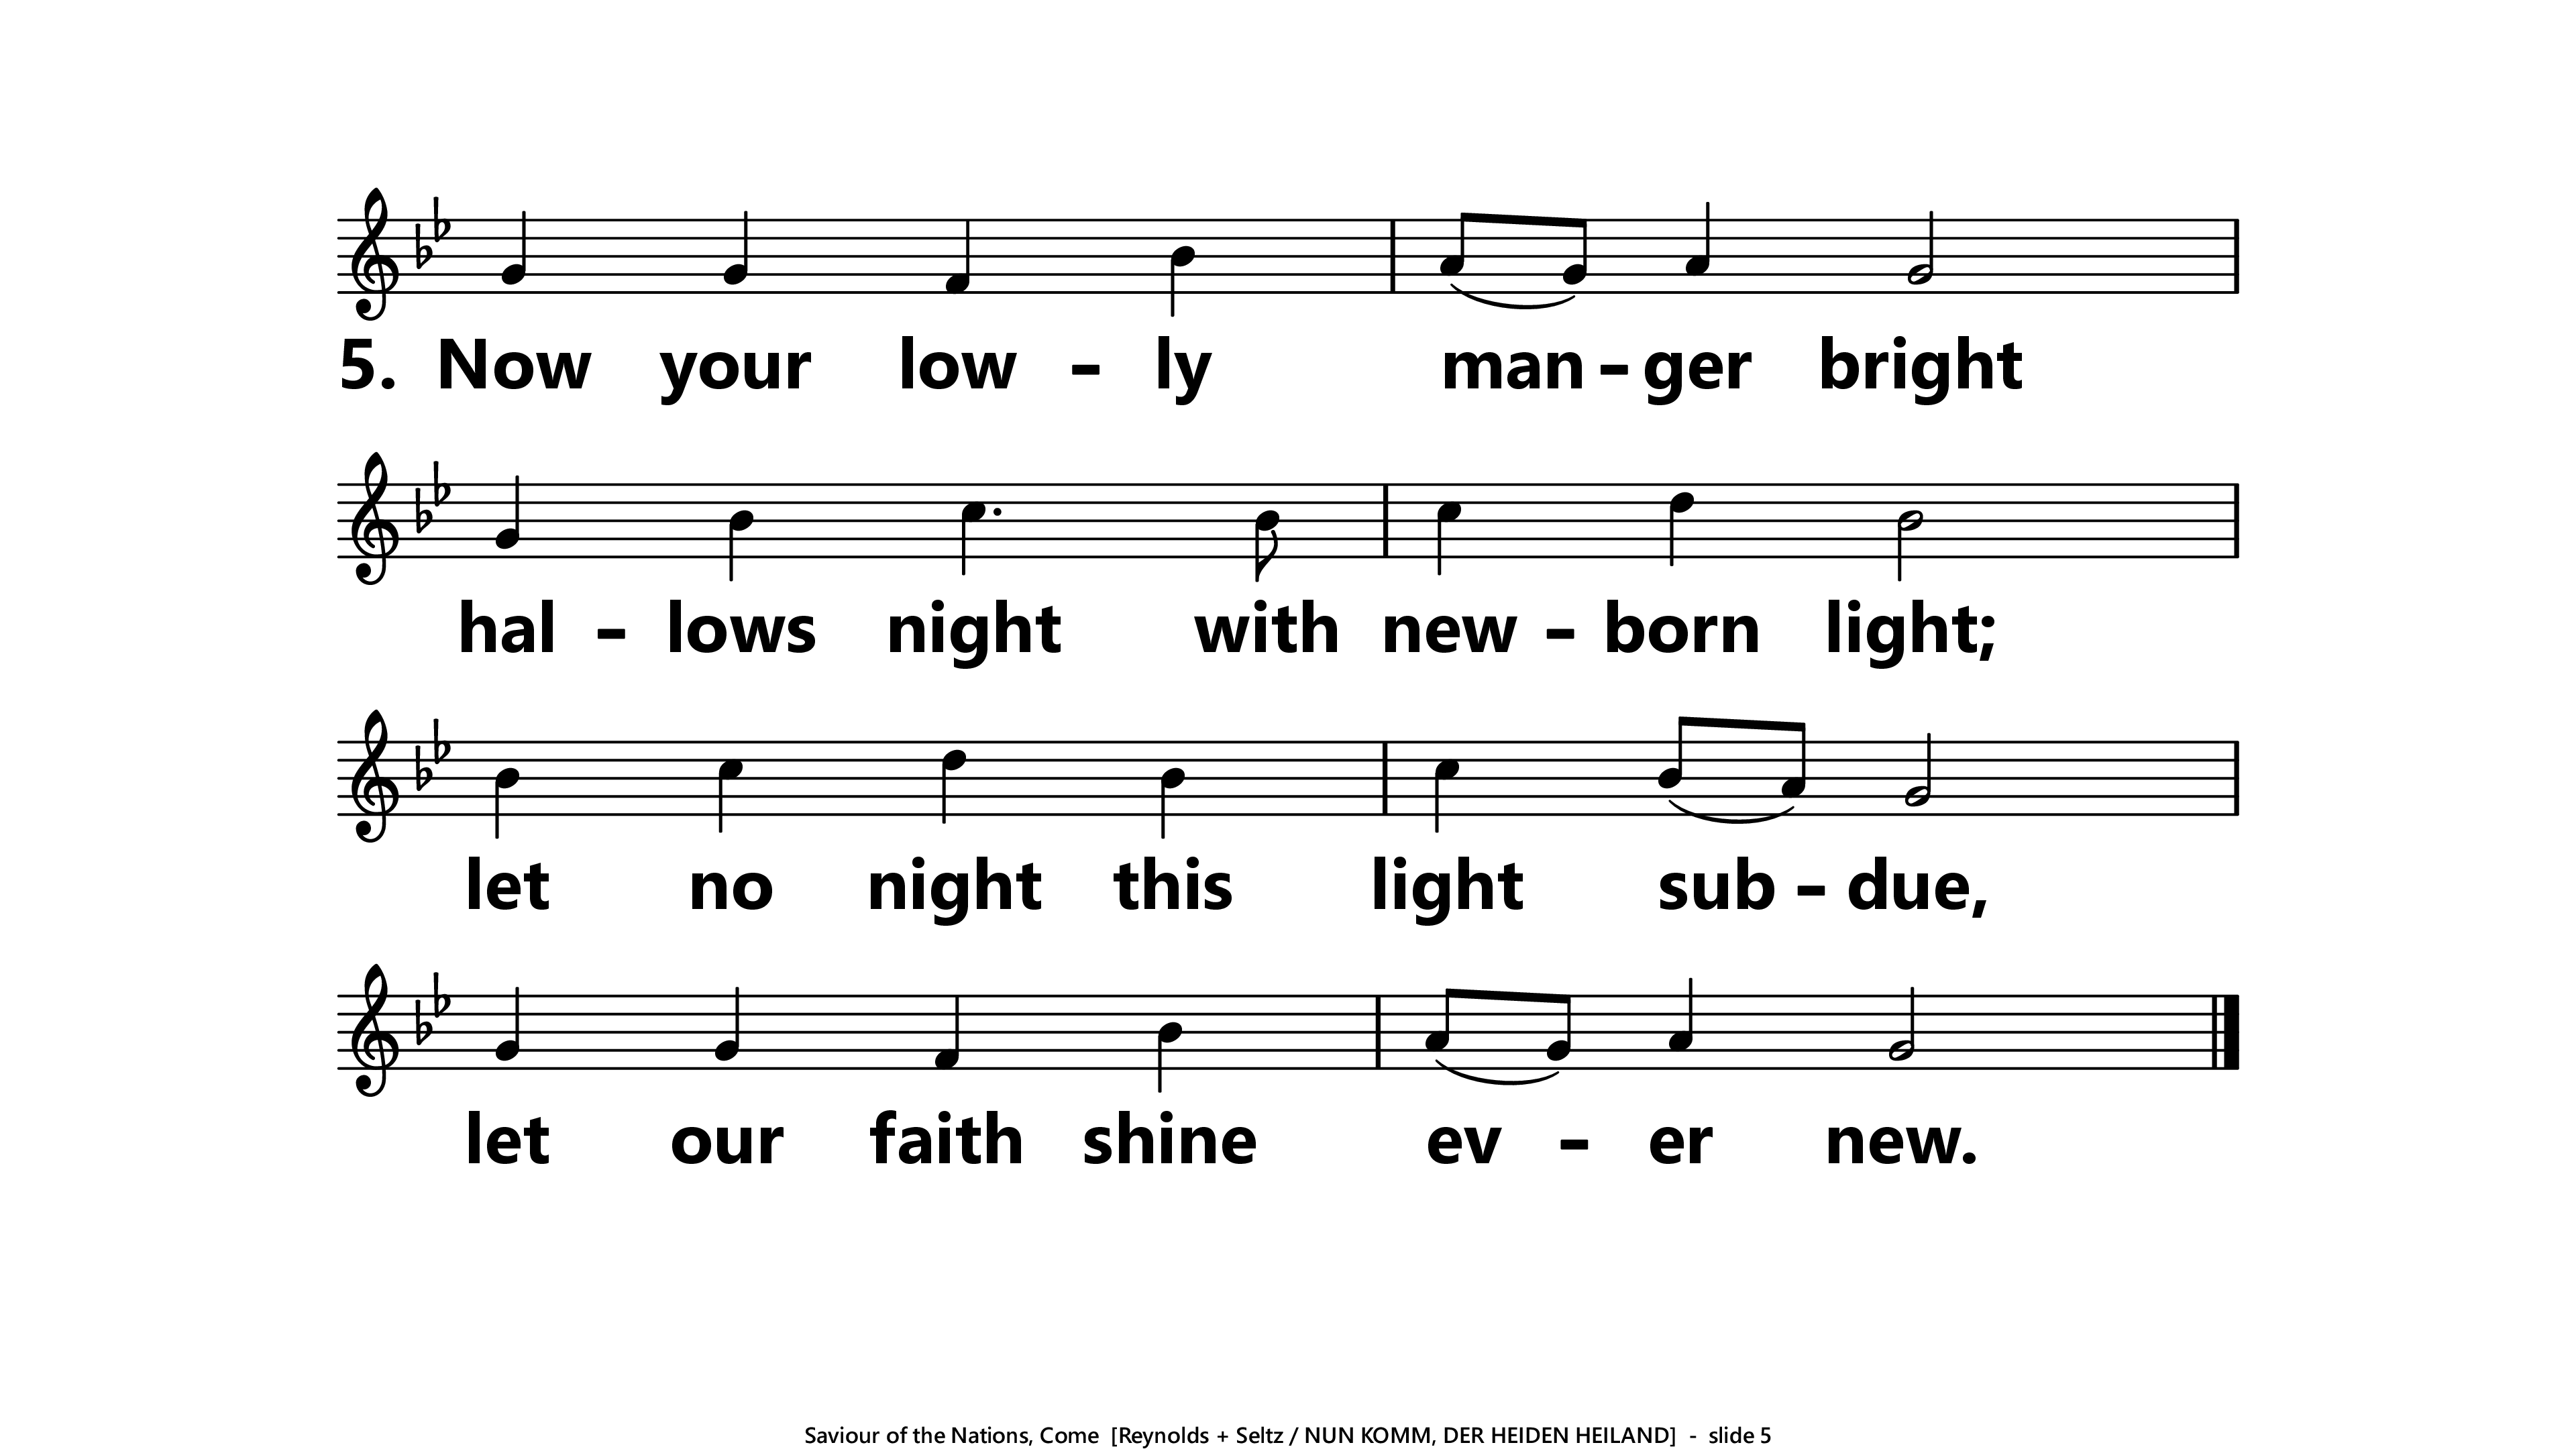 5. Now your low – ly man – ger bright
hal – lows night with new – born light;
let no night this light sub – due,
let our faith shine ev – er new.
Saviour of the Nations, Come [Reynolds + Seltz / NUN KOMM, DER HEIDEN HEILAND] - slide 5